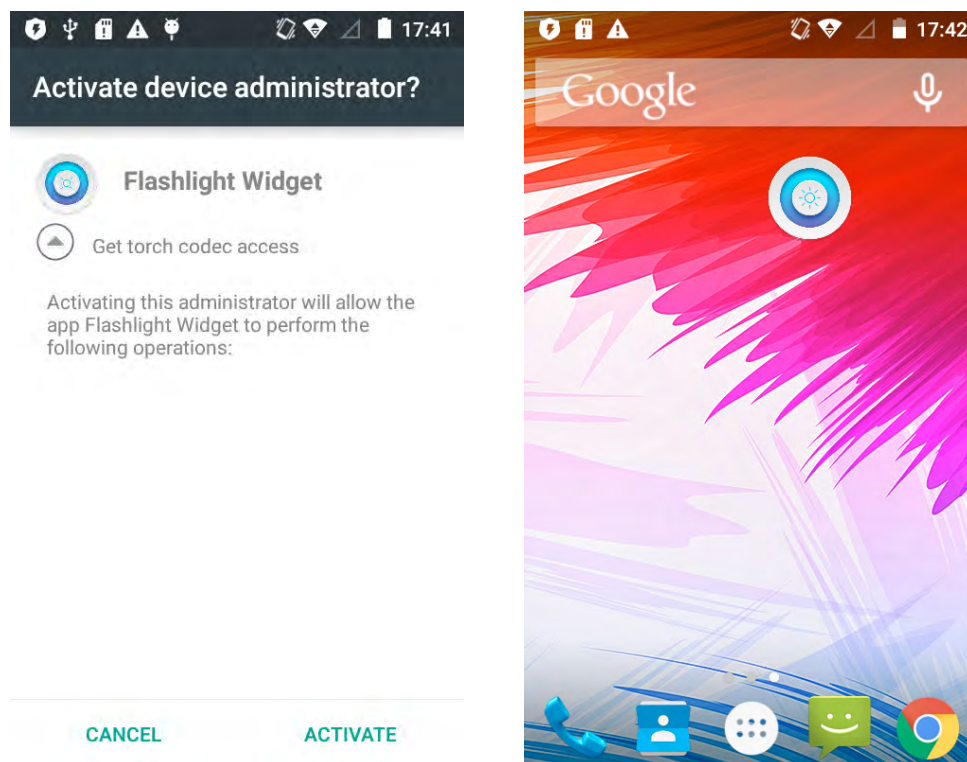 17:41
Activate device administrator?
Flashlight Widget
Get torch codec access
Activating this administrator will allow the
app Flashlight Widget to perform the
following operations:
CANCEL ACTIVATE
17:42
Google